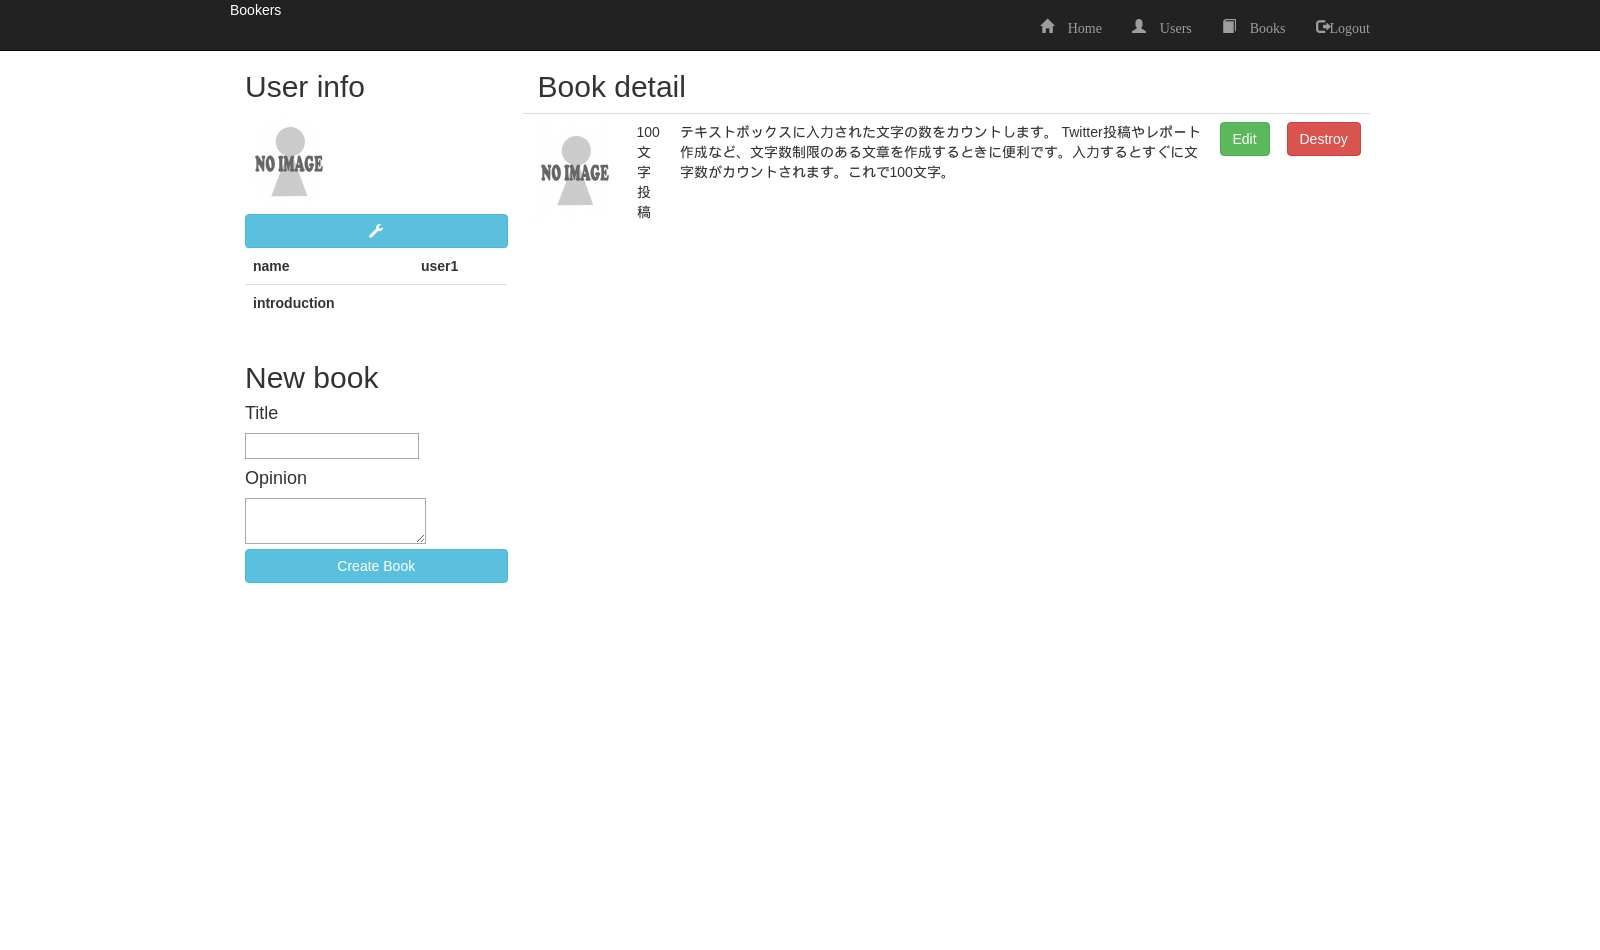 Bookers
Home Users Books Logout
User info
NO IMAGE
name user1
introduction
New book
Title
Opinion
Create Book
Book detail
NO IMAGE
100
文
字
投
稿
テキストボックスに入力された文字の数をカウントします。 Twitter投稿やレポート
作成など、文字数制限のある文章を作成するときに便利です。入力するとすぐに文
字数がカウントされます。これで100文字。
Edit
Destroy